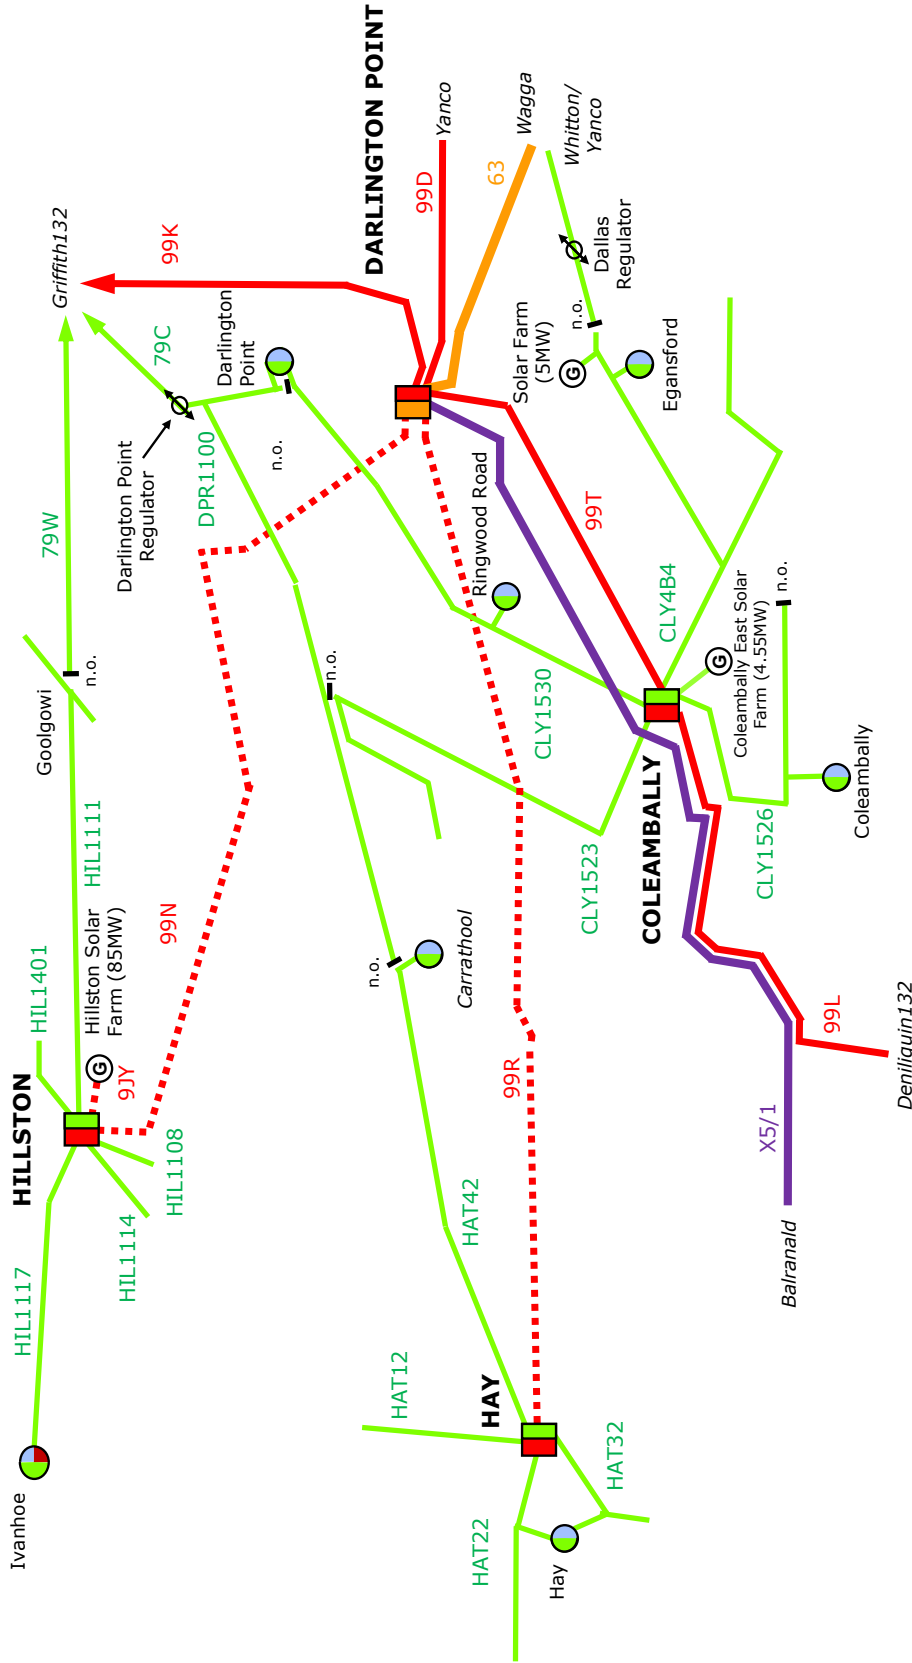 Ivanhoe
HIL1117
HILLSTON
HIL1401
HIL1114
HIL1108
9JY
Hillston Solar
Farm (85MW)
HIL1111
99N
Goolgowi
n.o.
79W
Griffith132
99K
79C
Darlington Point
Regulator
DPR1100
Darlington
Point
n.o.
DARLINGTON POINT
99D
Yanco
63
Wagga
Whitton/
Yanco
Dallas
Regulator
n.o.
Solar Farm
(5MW)
G
Egansford
Ringwood Road
99T
CLY4B4
n.o.
Coleambally East Solar
Farm (4.55MW)
G
CLY1530
n.o.
CLY1523
COLEAMBALLY
CLY1526
Coleambally
n.o.
Carrathool
99R
99L
Deniliquin132
X5/1
Balranald
HAT42
HAT12
HAY
HAT32
HAT22
Hay
G